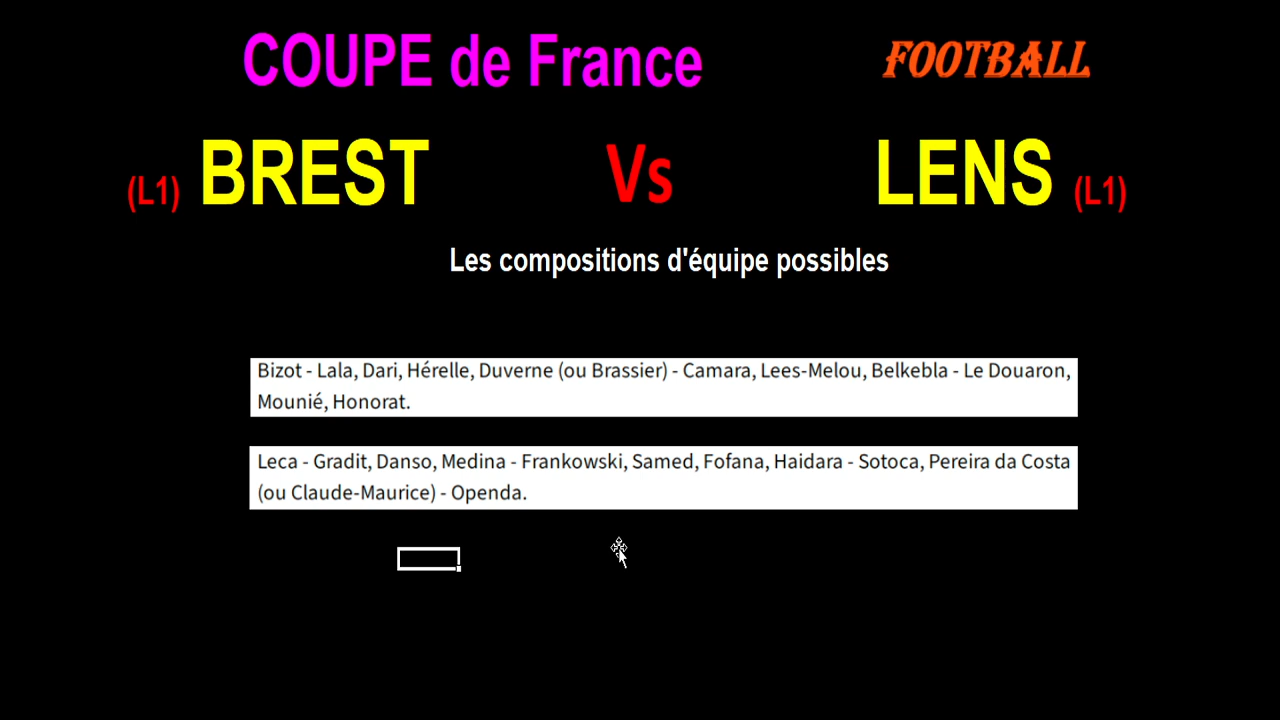 COUPE de France FOOTBALL
(L1) BREST Vs LENS (L1)
Les compositions d'équipe possibles
Bizot - Lala, Dari, Hérelle, Duverne (ou Brassier) - Camara, Lees-Melou, Belkebla - Le Douaron,
Mounié, Honorat.
Leca - Gradit, Danso, Medina - Frankowski, Samed, Fofana, Haidara - Sotoca, Pereira da Costa
(ou Claude-Maurice) - Openda.